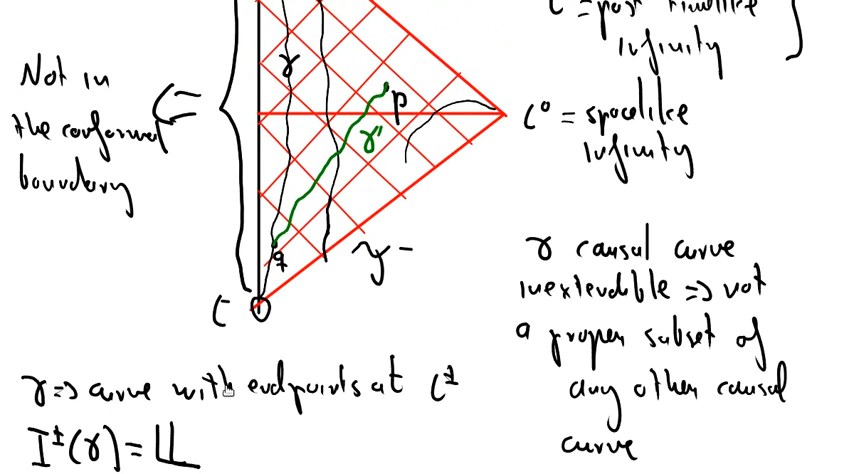 Not in
the conformal
boundary
γ
p
γ'
q
i
𝒥⁻
i = past timelike
infinity
i⁰ = spacelike
infinity
γ causal curve
inextendible ⇒ not
a proper subset of
any other causal
curve
γ ⇒ curve with endpoints at i±
I±(γ) = 𝕄